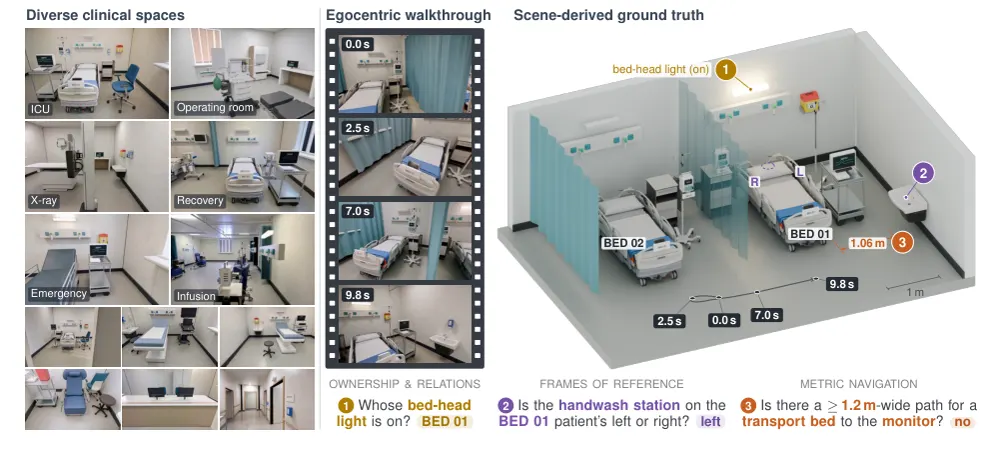 Diverse clinical spaces
ICU
Operating room
X-ray
Recovery
Emergency
Infusion
Egocentric walkthrough
0.0 s
2.5 s
7.0 s
9.8 s
Scene-derived ground truth
bed-head light (on) 1
2
R
L
BED 02
BED 01
1.06 m 3
9.8 s
1 m
2.5 s
0.0 s
7.0 s
OWNERSHIP & RELATIONS
1 Whose bed-head
light is on? BED 01
FRAMES OF REFERENCE
2 Is the handwash station on the
BED 01 patient's left or right? left
METRIC NAVIGATION
3 Is there a ≥ 1.2 m-wide path for a
transport bed to the monitor? no